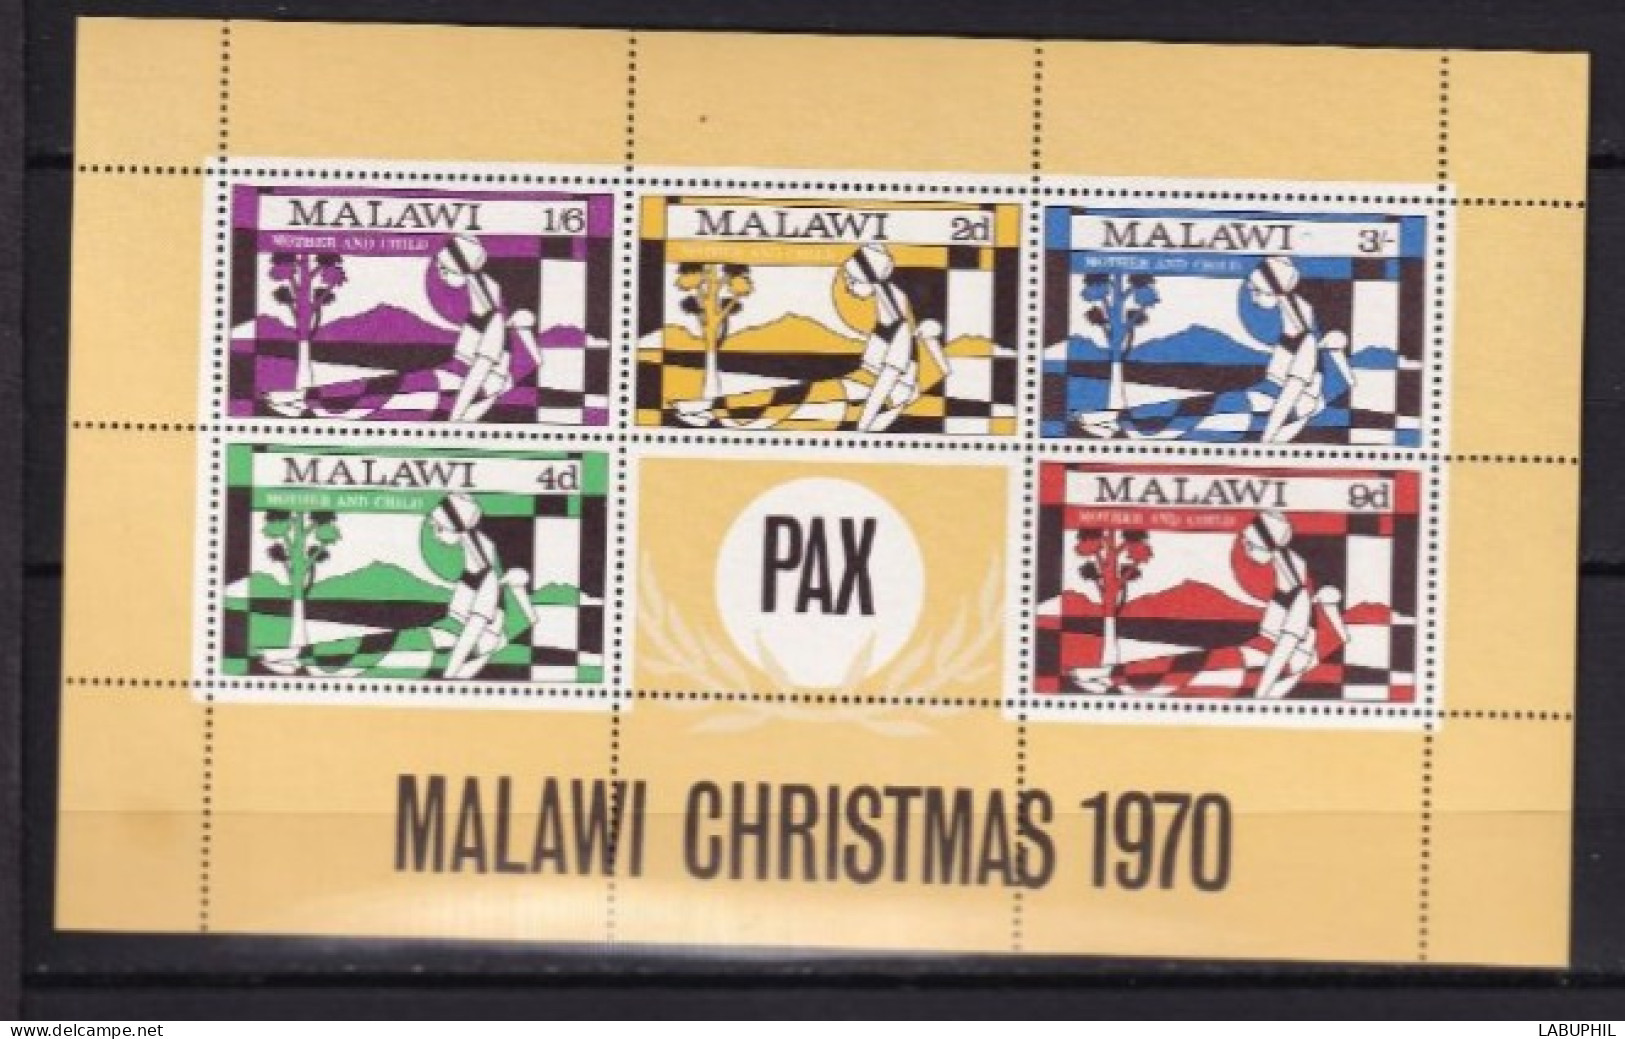 MALAWI 1/6
MOTHER AND CHILD
MALAWI 2d
MOTHER AND CHILD
MALAWI 3/-
MOTHER AND CHILD
MALAWI 4d
MOTHER AND CHILD
PAX
MALAWI 9d
MOTHER AND CHILD
MALAWI CHRISTMAS 1970
www.delcampe.net
LABUPHIL